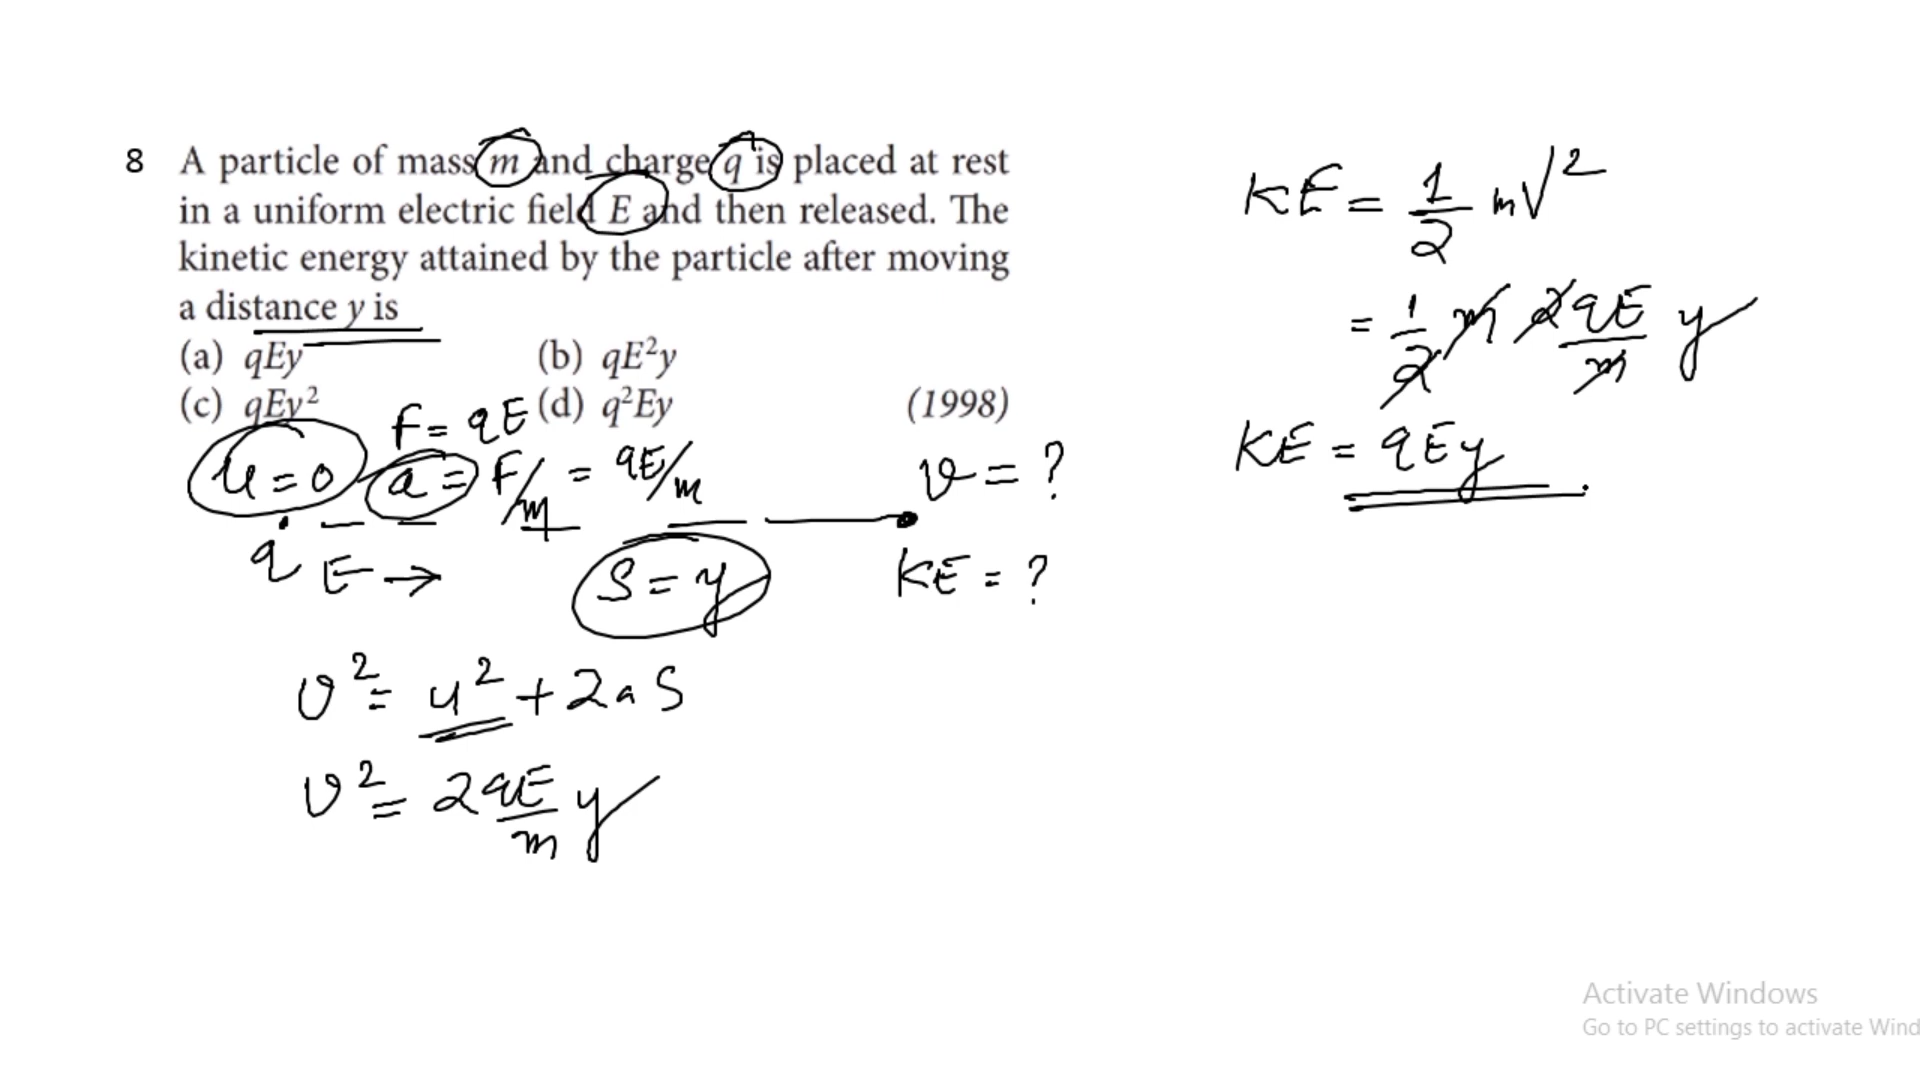 8 A particle of mass m and charge q is placed at rest
in a uniform electric field E and then released. The
kinetic energy attained by the particle after moving
a distance y is
(a) qEy (b) qE²y
(c) qEy² (d) q²Ey (1998)
F = qE
u = 0 a = F/m = qE/m v = ?
q E → S = y KE = ?
v² = u² + 2aS
v² = 2qE/m y
KE = 1/2 mV²
= 1/2 m 2qE/m y
KE = qEy
Activate Windows
Go to PC settings to activate Wind